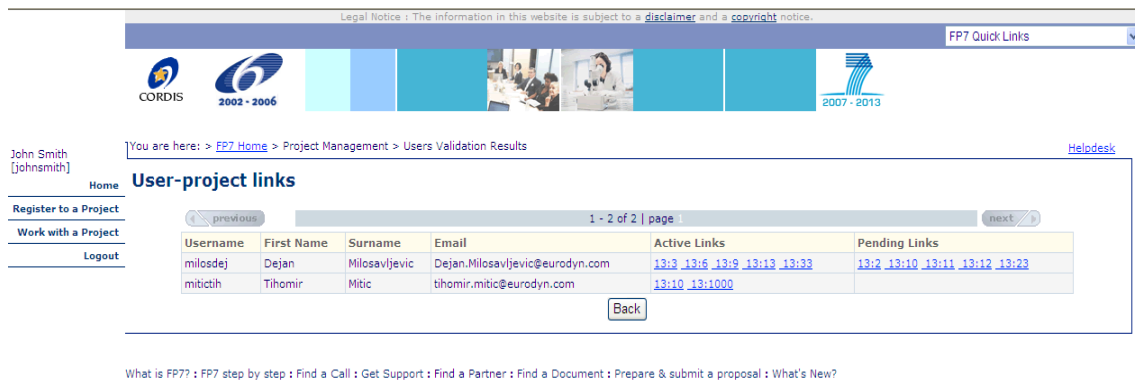 Legal Notice : The information in this website is subject to a disclaimer and a copyright notice.
FP7 Quick Links
CORDIS
6
2002 - 2006
7
2007 - 2013
You are here: > FP7 Home > Project Management > Users Validation Results
Helpdesk
John Smith
[johnsmith]
Home
Register to a Project
Work with a Project
Logout
User-project links
previous
1 - 2 of 2 | page 1
next
Username First Name Surname Email Active Links Pending Links
milosdej Dejan Milosavljevic Dejan.Milosavljevic@eurodyn.com 13:3 13:6 13:9 13:13 13:33 13:2 13:10 13:11 13:12 13:23
mitictih Tihomir Mitic tihomir.mitic@eurodyn.com 13:10 13:1000
Back
What is FP7? : FP7 step by step : Find a Call : Get Support : Find a Partner : Find a Document : Prepare & submit a proposal : What's New?